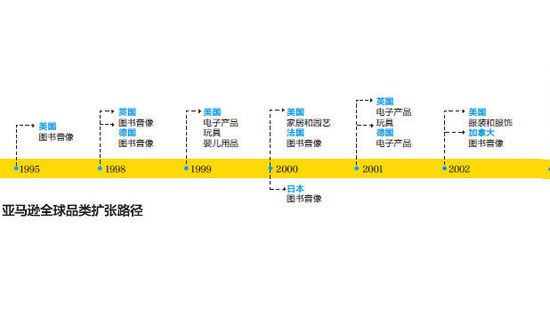 美国
图书音像
英国
图书音像
德国
图书音像
美国
电子产品
玩具
婴儿用品
美国
家居和园艺
法国
图书音像
英国
电子产品
玩具
德国
电子产品
美国
服装和服饰
加拿大
图书音像
1995
1998
1999
2000
2001
2002
日本
图书音像
亚马逊全球品类扩张路径